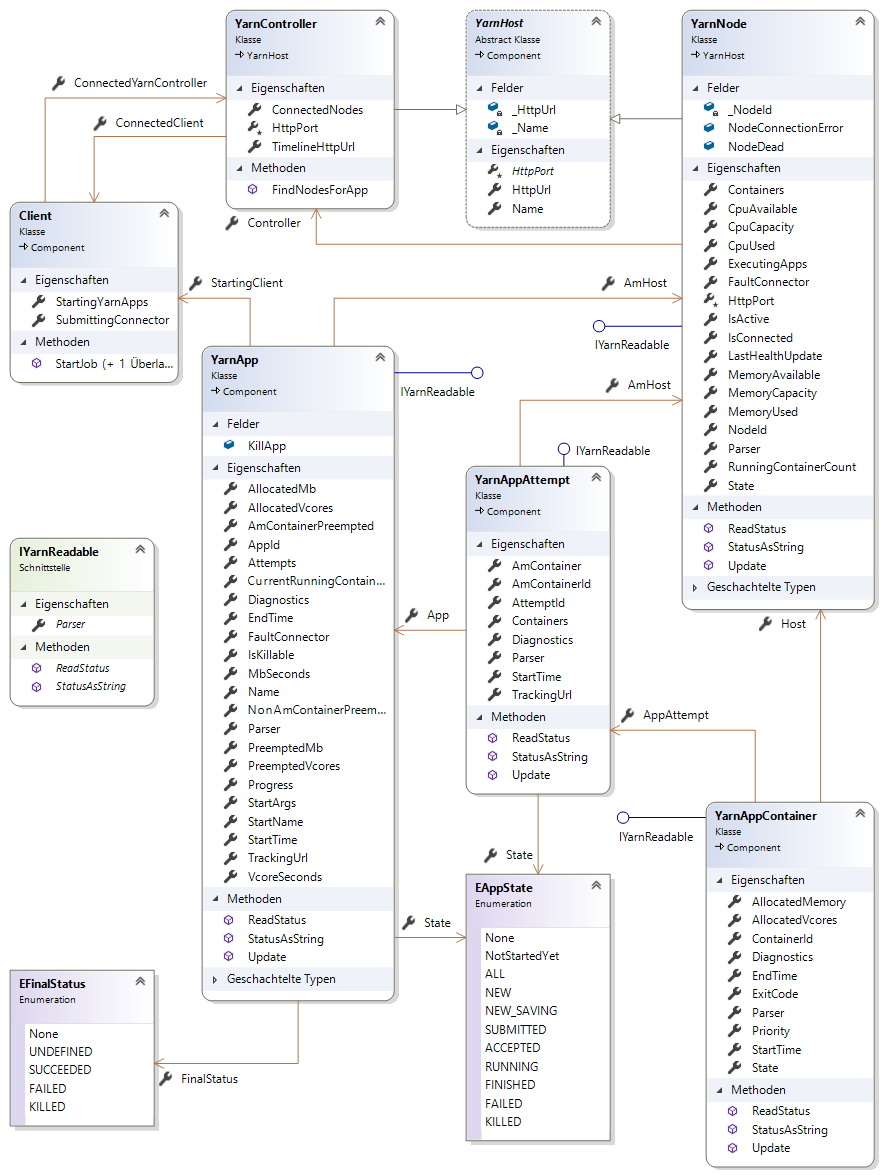 YarnController
Klasse
YarnHost
Eigenschaften
ConnectedNodes
HttpPort
TimelineHttpUrl
Methoden
FindNodesForApp
YarnHost
Abstract Klasse
Component
Felder
_HttpUrl
_Name
Eigenschaften
HttpPort
HttpUrl
Name
YarnNode
Klasse
YarnHost
Felder
_NodeId
NodeConnectionError
NodeDead
Eigenschaften
Containers
CpuAvailable
CpuCapacity
CpuUsed
ExecutingApps
FaultConnector
HttpPort
IsActive
IsConnected
LastHealthUpdate
MemoryAvailable
MemoryCapacity
MemoryUsed
NodeId
Parser
RunningContainerCount
State
Methoden
ReadStatus
StatusAsString
Update
Geschachtelte Typen
ConnectedYarnController
ConnectedClient
Controller
Client
Klasse
Component
Eigenschaften
StartingYarnApps
SubmittingConnector
Methoden
StartJob (+ 1 Überla...
StartingClient
AmHost
IYarnReadable
YarnApp
Klasse
Component
Felder
KillApp
Eigenschaften
AllocatedMb
AllocatedVcores
AmContainerPreempted
AppId
Attempts
CurrentRunningContain...
Diagnostics
EndTime
FaultConnector
IsKillable
MbSeconds
Name
NonAmContainerPreem...
Parser
PreemptedMb
PreemptedVcores
Progress
StartArgs
StartName
StartTime
TrackingUrl
VcoreSeconds
Methoden
ReadStatus
StatusAsString
Update
Geschachtelte Typen
IYarnReadable
AmHost
IYarnReadable
YarnAppAttempt
Klasse
Component
Eigenschaften
AmContainer
AmContainerId
AttemptId
Containers
Diagnostics
Parser
StartTime
TrackingUrl
Methoden
ReadStatus
StatusAsString
Update
IYarnReadable
Schnittstelle
Eigenschaften
Parser
Methoden
ReadStatus
StatusAsString
App
Host
AppAttempt
IYarnReadable
YarnAppContainer
Klasse
Component
Eigenschaften
AllocatedMemory
AllocatedVcores
ContainerId
Diagnostics
EndTime
ExitCode
Parser
Priority
StartTime
State
Methoden
ReadStatus
StatusAsString
Update
State
State
EAppState
Enumeration
None
NotStartedYet
ALL
NEW
NEW_SAVING
SUBMITTED
ACCEPTED
RUNNING
FINISHED
FAILED
KILLED
EFinalStatus
Enumeration
None
UNDEFINED
SUCCEEDED
FAILED
KILLED
FinalStatus